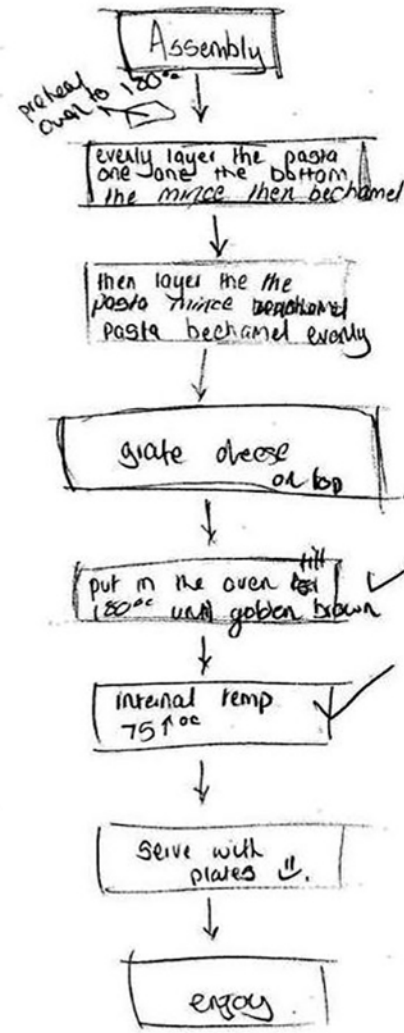 Assembly
preheat
oven to 180°c
evenly layer the pasta
one one the bottom
the mince then bechamel
then layer the the
pasta mince bechamel
pasta bechamel evenly
grate cheese
on top
till
put in the oven
180°c until golden brown
internal temp
75↑°c
Serve with
plates
enjoy